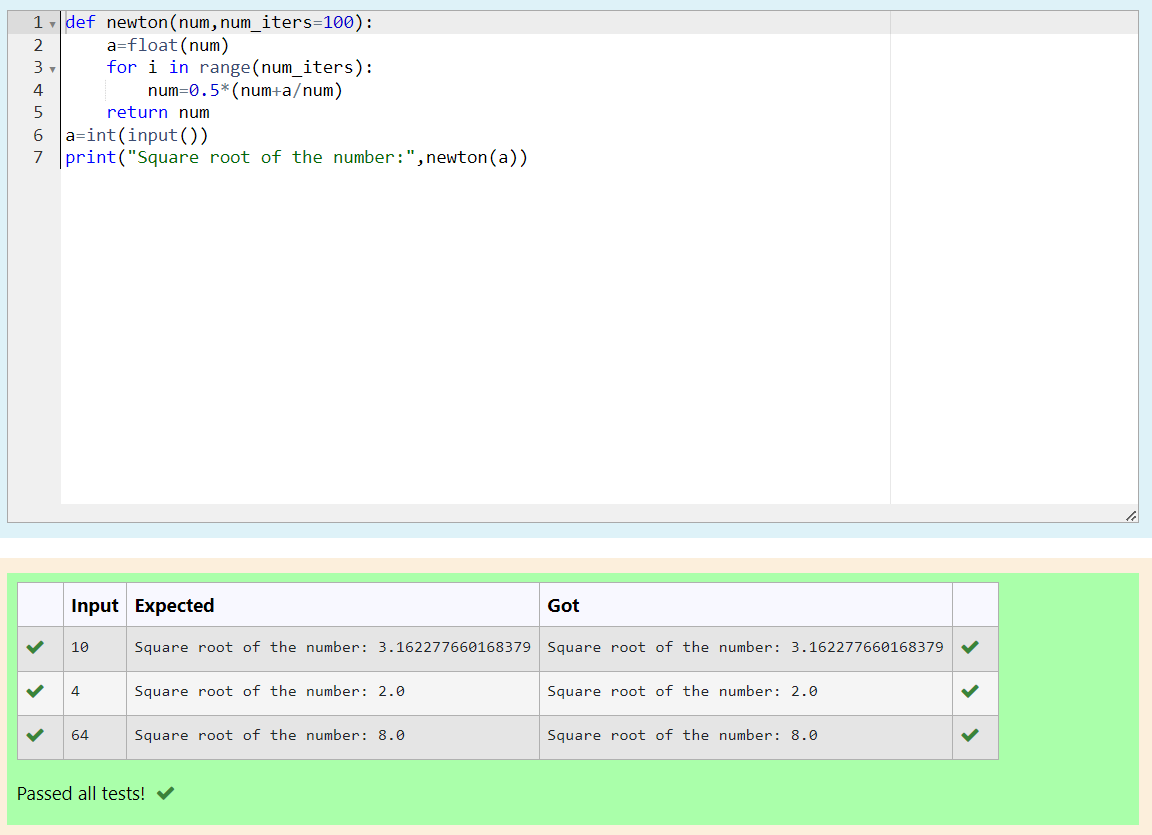 1 def newton(num,num_iters=100):
2     a=float(num)
3     for i in range(num_iters):
4         num=0.5*(num+a/num)
5     return num
6 a=int(input())
7 print("Square root of the number:",newton(a))
Input Expected Got
10 Square root of the number: 3.162277660168379 Square root of the number: 3.162277660168379
4 Square root of the number: 2.0 Square root of the number: 2.0
64 Square root of the number: 8.0 Square root of the number: 8.0
Passed all tests!